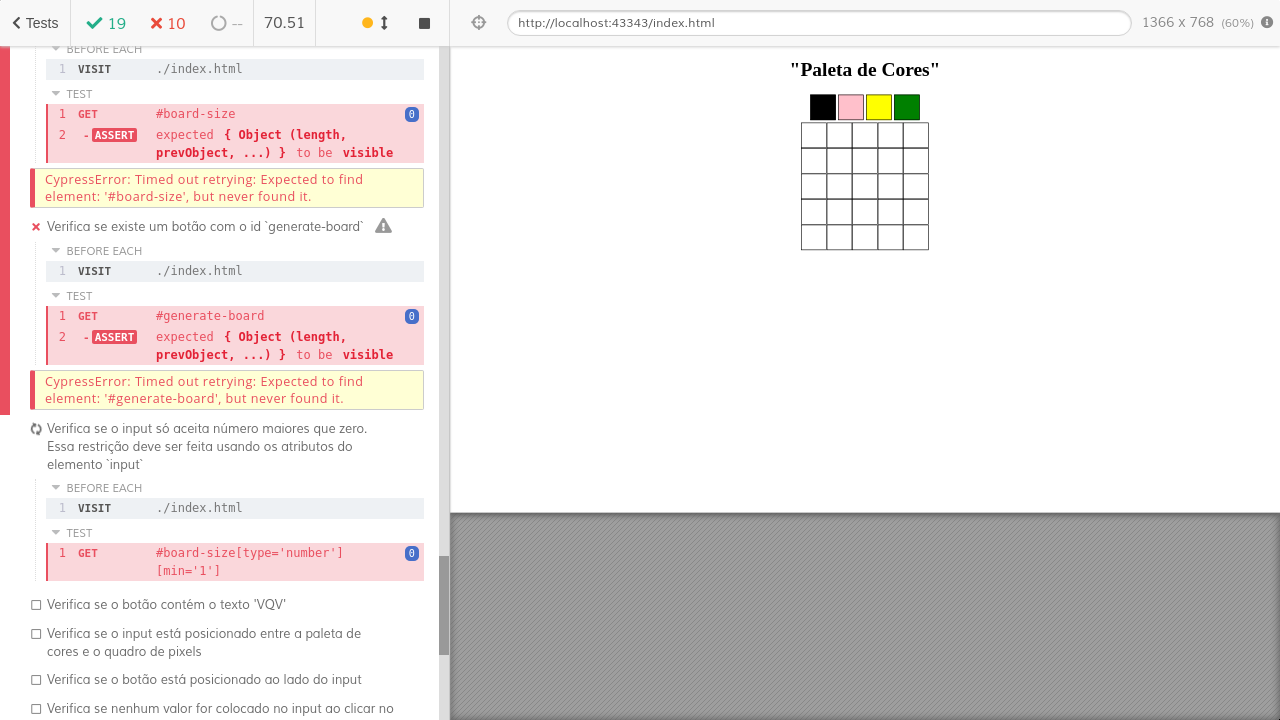 Tests 19 10 -- 70.51
http://localhost:43343/index.html 1366 x 768 (60%)
BEFORE EACH
1 VISIT ./index.html
TEST
1 GET #board-size 0
2 - ASSERT expected { Object (length,
prevObject, ...) } to be visible
CypressError: Timed out retrying: Expected to find
element: '#board-size', but never found it.
Verifica se existe um botão com o id `generate-board`
BEFORE EACH
1 VISIT ./index.html
TEST
1 GET #generate-board 0
2 - ASSERT expected { Object (length,
prevObject, ...) } to be visible
CypressError: Timed out retrying: Expected to find
element: '#generate-board', but never found it.
Verifica se o input só aceita número maiores que zero.
Essa restrição deve ser feita usando os atributos do
elemento `input`
BEFORE EACH
1 VISIT ./index.html
TEST
1 GET #board-size[type='number'] 0
[min='1']
Verifica se o botão contém o texto 'VQV'
Verifica se o input está posicionado entre a paleta de
cores e o quadro de pixels
Verifica se o botão está posicionado ao lado do input
Verifica se nenhum valor for colocado no input ao clicar no
"Paleta de Cores"